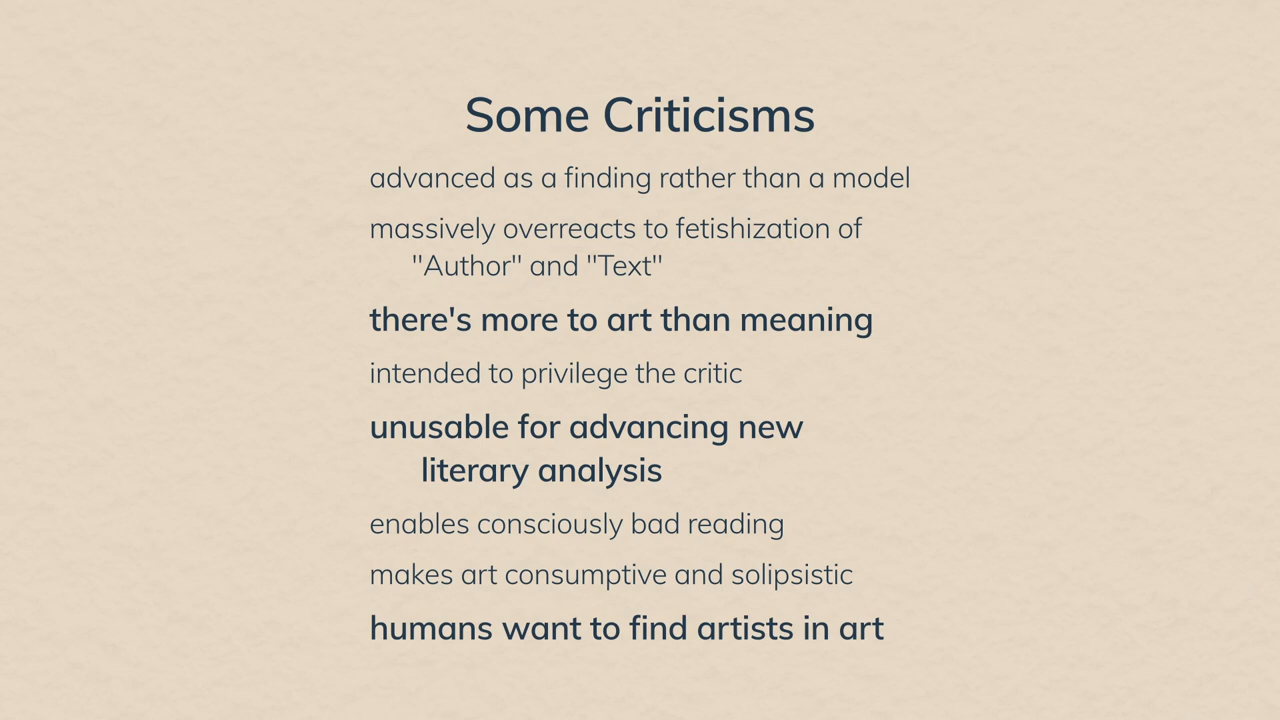 Some Criticisms
advanced as a finding rather than a model
massively overreacts to fetishization of
"Author" and "Text"
there's more to art than meaning
intended to privilege the critic
unusable for advancing new
literary analysis
enables consciously bad reading
makes art consumptive and solipsistic
humans want to find artists in art